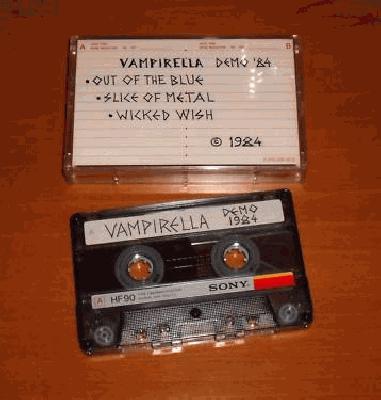 A B
VAMPIRELLA DEMO '84
• OUT OF THE BLUE
• SLICE OF METAL
• WICKED WISH
© 1984
VAMPIRELLA DEMO 1984
A HF90
SONY